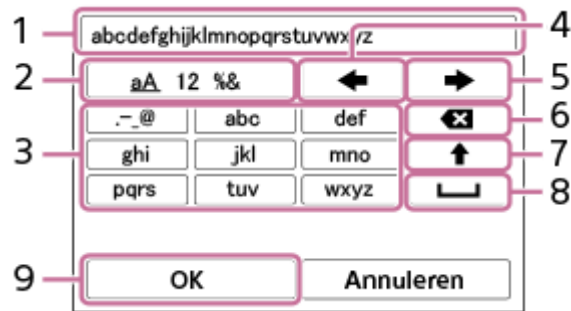 1 abcdefghijklmnopqrstuvwxyz 4
2 aA 12 %& 5
.-_@ abc def 6
3 ghi jkl mno 7
pqrs tuv wxyz 8
9 OK Annuleren